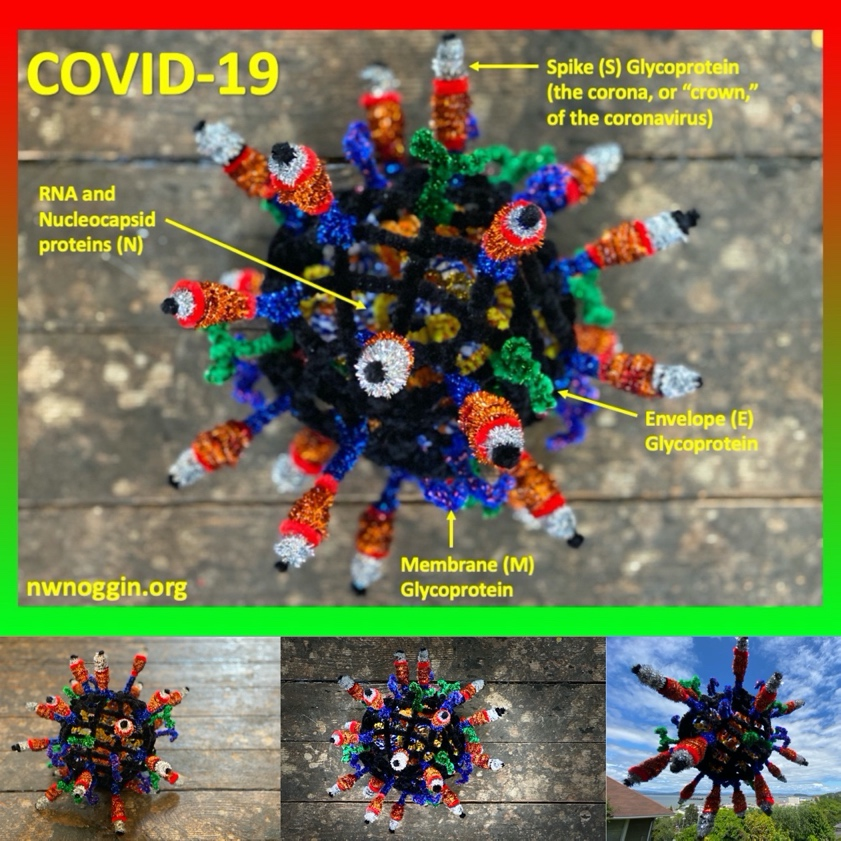 COVID-19
Spike (S) Glycoprotein
(the corona, or “crown,”
of the coronavirus)
RNA and
Nucleocapsid
proteins (N)
Envelope (E)
Glycoprotein
Membrane (M)
Glycoprotein
nwnoggin.org